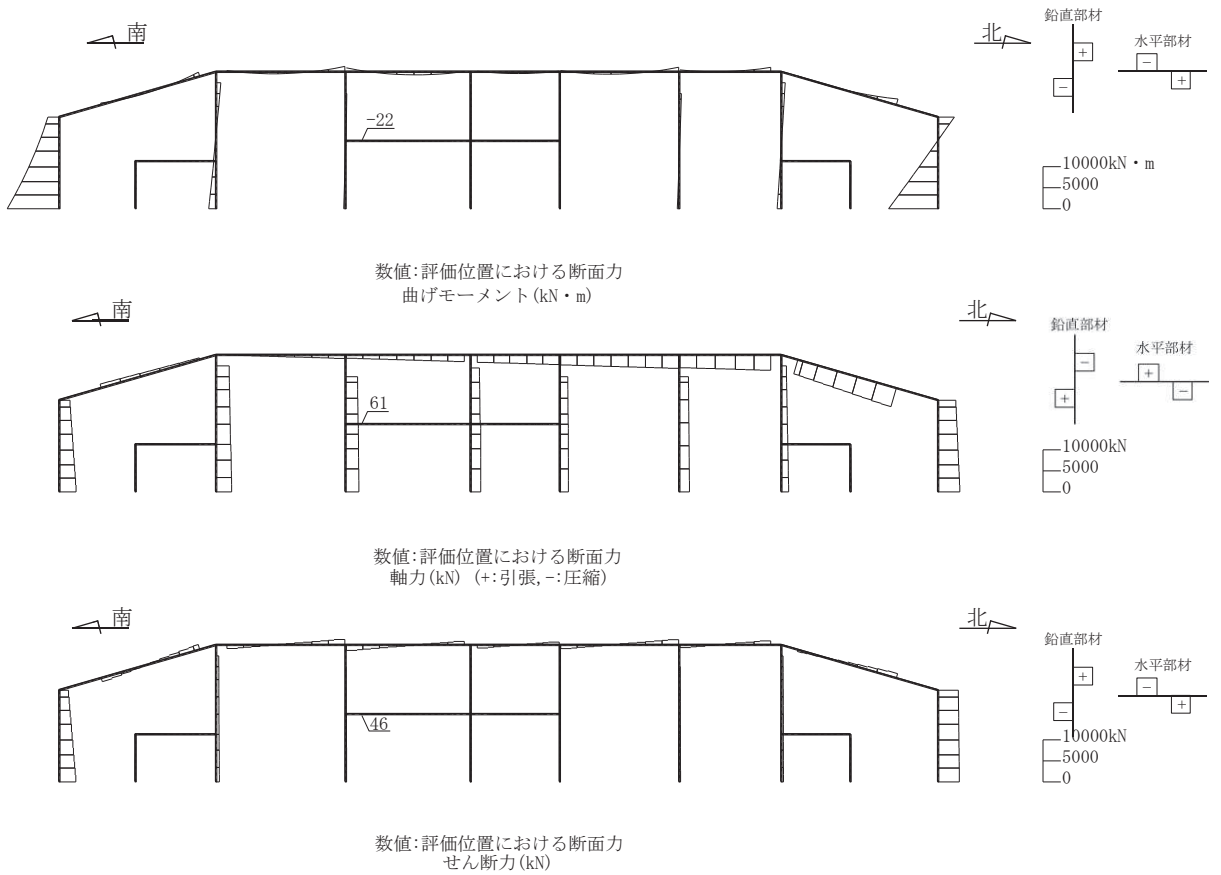 南
北
鉛直部材
+
−
水平部材
−
+
-22
10000kN・m
5000
0
数値:評価位置における断面力
曲げモーメント(kN・m)
南
北
鉛直部材
−
+
水平部材
+
−
61
10000kN
5000
0
数値:評価位置における断面力
軸力(kN) (+:引張,-:圧縮)
南
北
鉛直部材
+
−
水平部材
−
+
46
10000kN
5000
0
数値:評価位置における断面力
せん断力(kN)